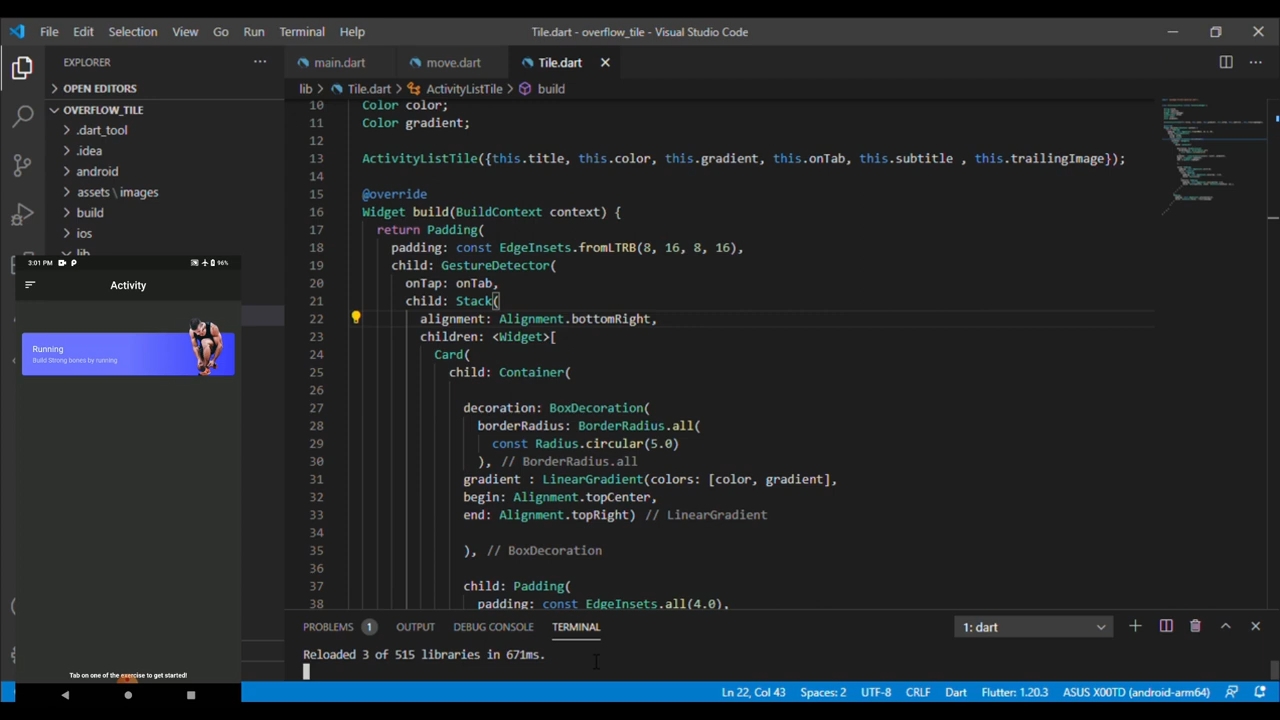 File Edit Selection View Go Run Terminal Help
Tile.dart - overflow_tile - Visual Studio Code
EXPLORER
OPEN EDITORS
OVERFLOW_TILE
.dart_tool
.idea
android
assets \ images
build
ios
lib
3:01 PM
96%
Activity
Running
Build Strong bones by running
Tab on one of the exercise to get started!
main.dart move.dart Tile.dart
lib > Tile.dart > ActivityListTile > build
10 Color color;
11 Color gradient;
12
13 ActivityListTile({this.title, this.color, this.gradient, this.onTab, this.subtitle , this.trailingImage});
14
15 @override
16 Widget build(BuildContext context) {
17 return Padding(
18 padding: const EdgeInsets.fromLTRB(8, 16, 8, 16),
19 child: GestureDetector(
20 onTap: onTab,
21 child: Stack(
22 alignment: Alignment.bottomRight,
23 children: <Widget>[
24 Card(
25 child: Container(
26
27 decoration: BoxDecoration(
28 borderRadius: BorderRadius.all(
29 const Radius.circular(5.0)
30 ), // BorderRadius.all
31 gradient : LinearGradient(colors: [color, gradient],
32 begin: Alignment.topCenter,
33 end: Alignment.topRight) // LinearGradient
34
35 ), // BoxDecoration
36
37 child: Padding(
38 padding: const EdgeInsets.all(4.0),
PROBLEMS 1 OUTPUT DEBUG CONSOLE TERMINAL
1: dart
Reloaded 3 of 515 libraries in 671ms.
Ln 22, Col 43 Spaces: 2 UTF-8 CRLF Dart Flutter: 1.20.3 ASUS X00TD (android-arm64)